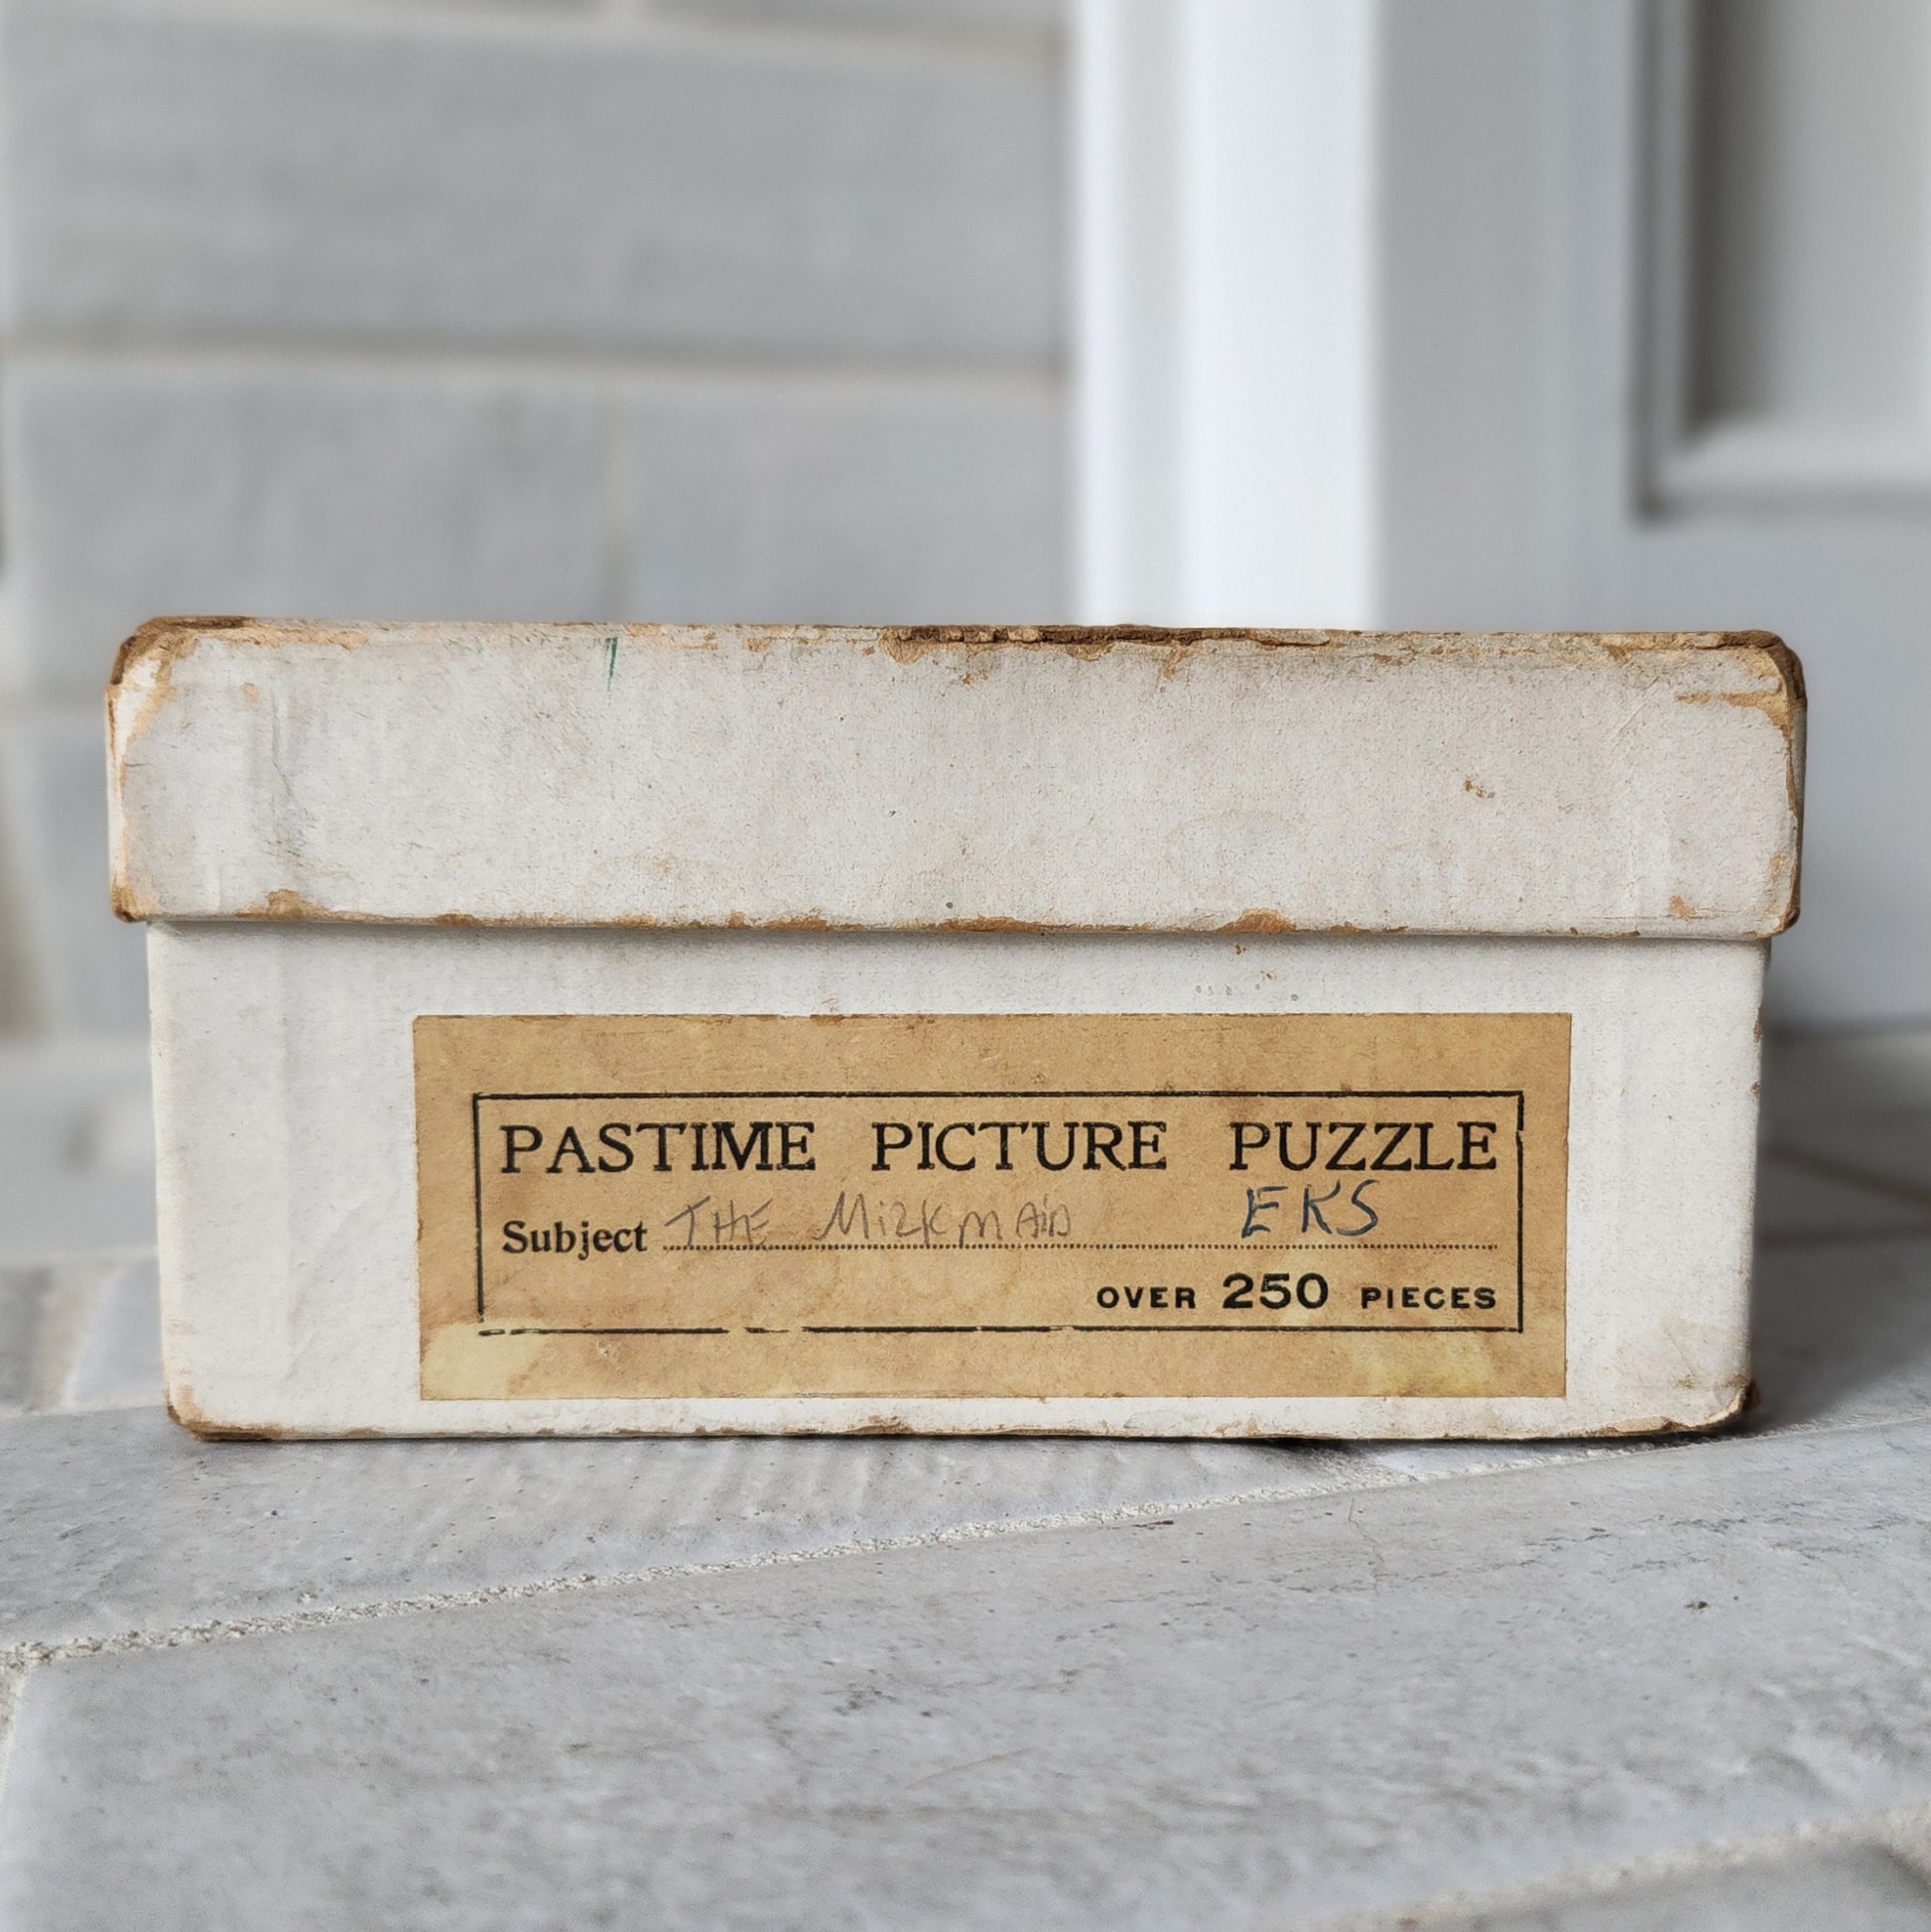 PASTIME PICTURE PUZZLE
Subject THE MilKMAiD EKS
OVER 250 PIECES